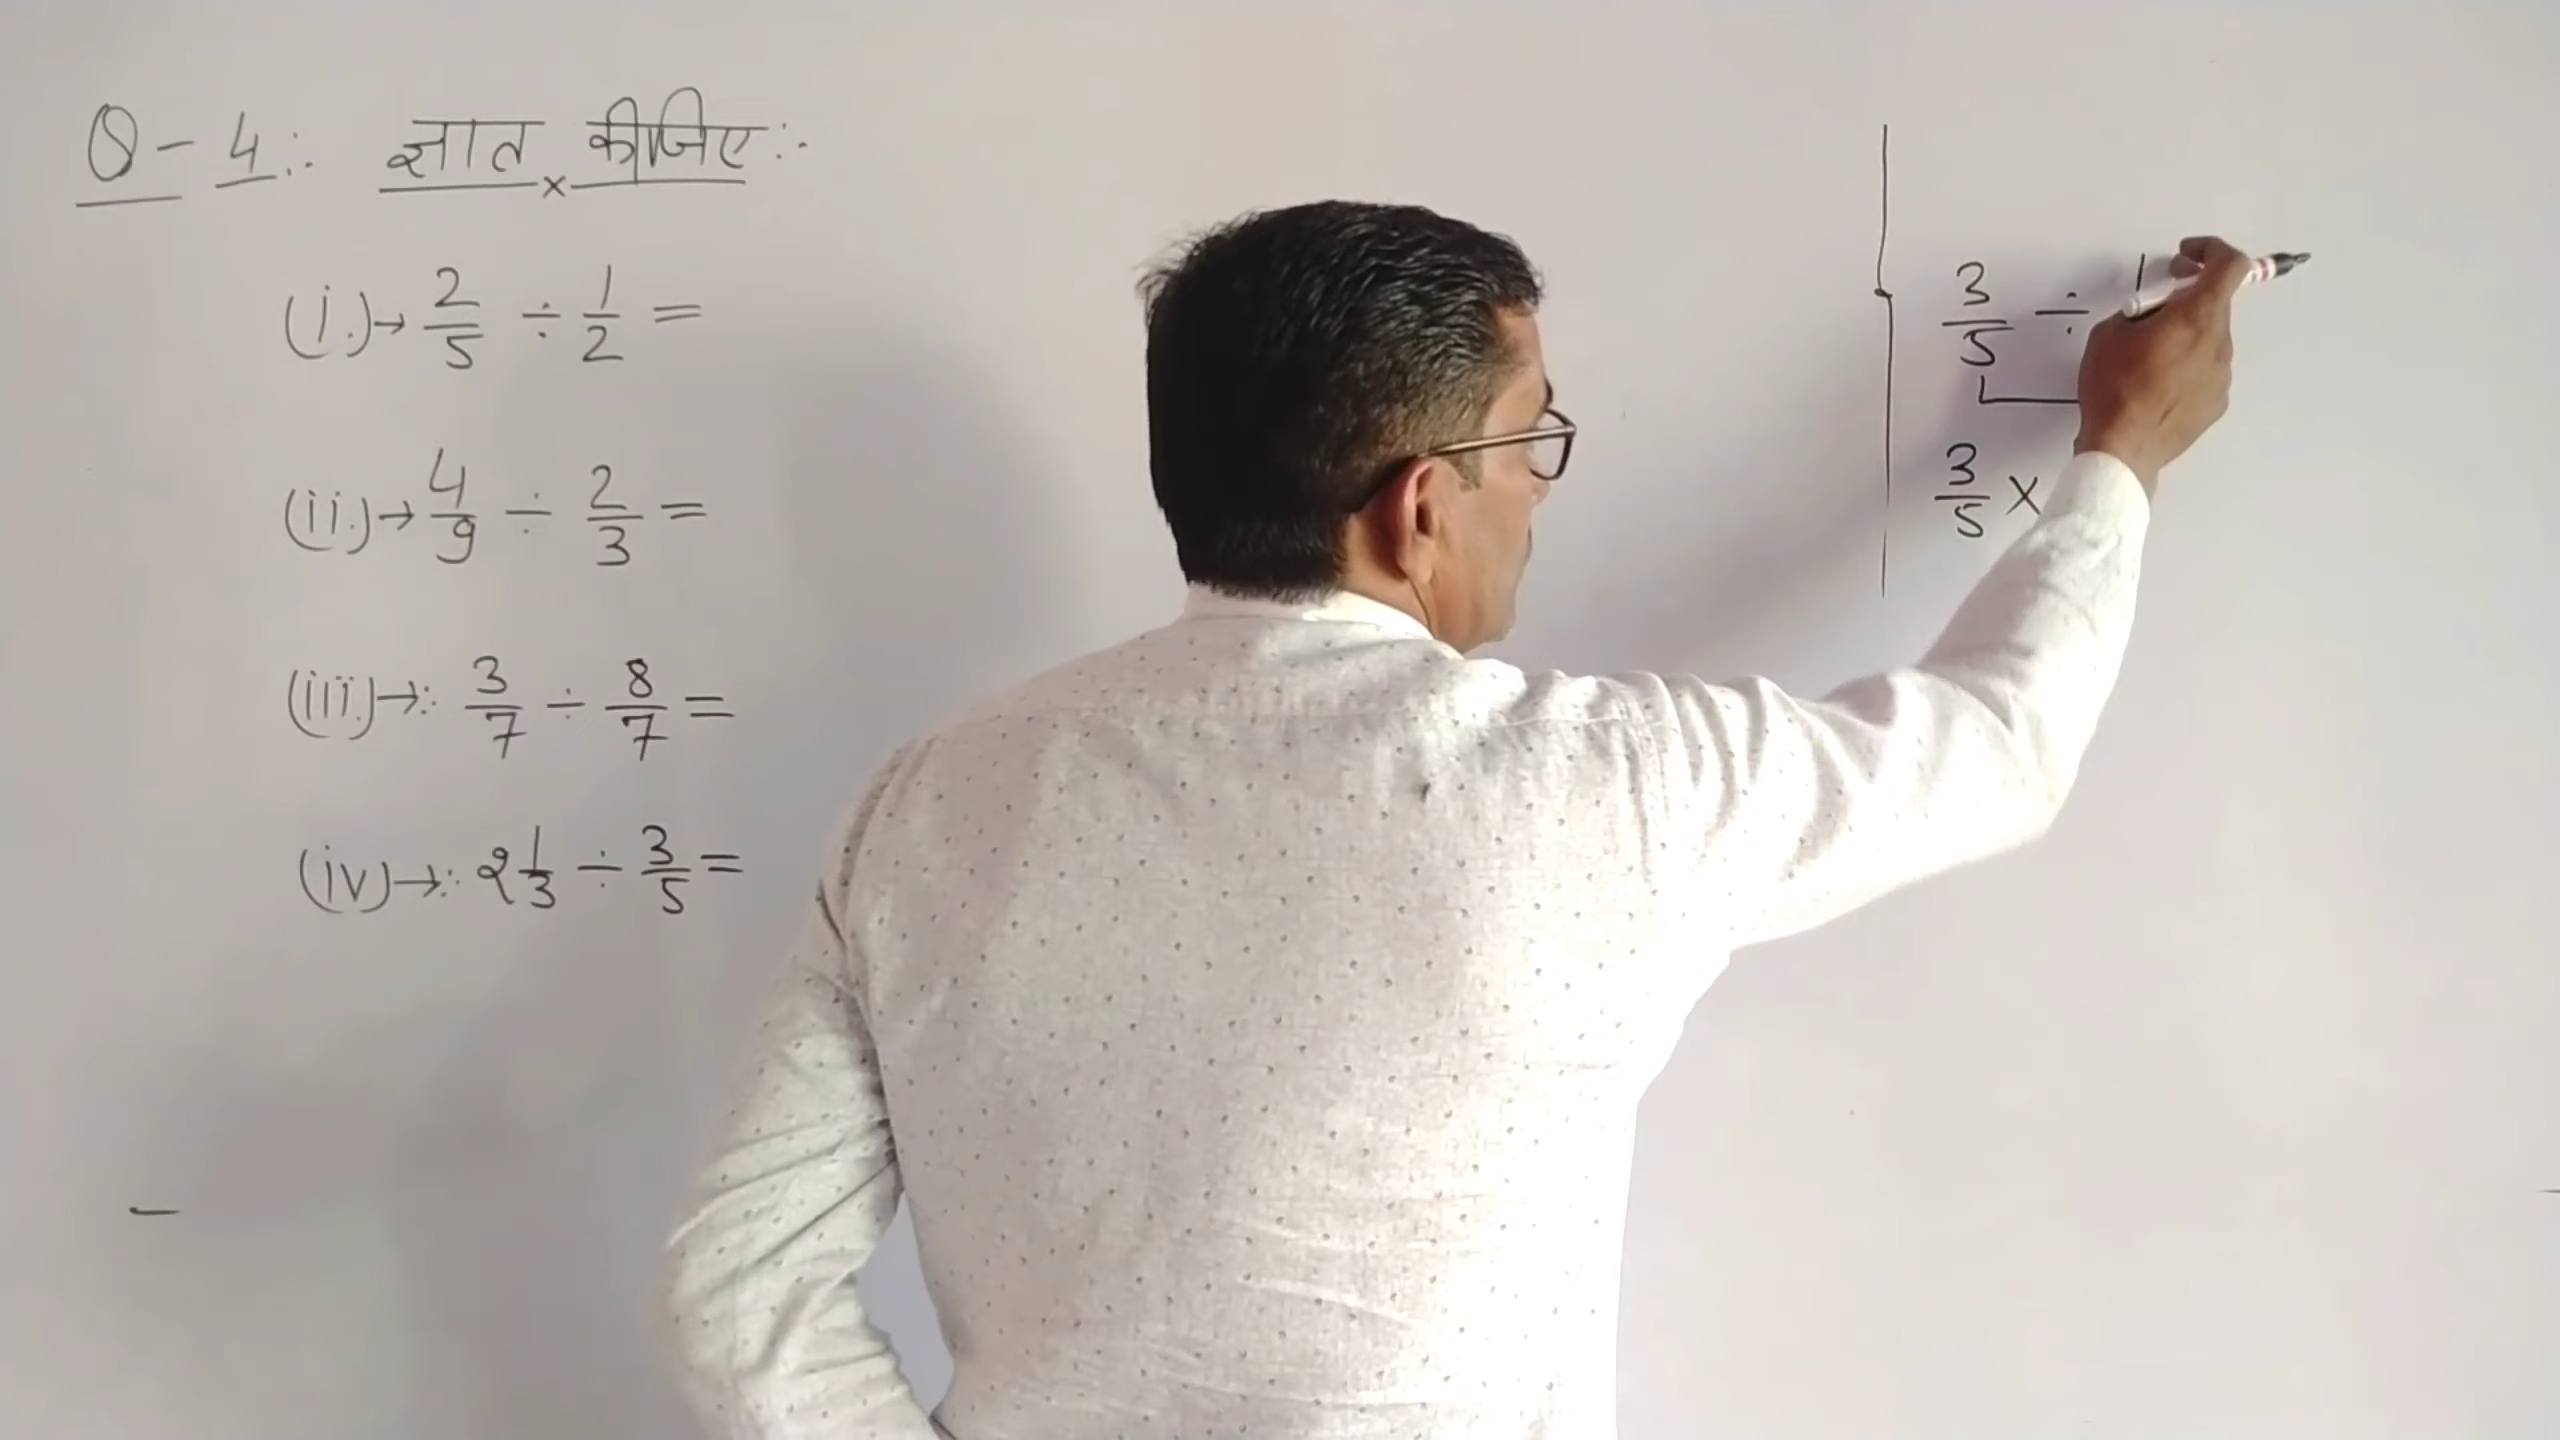 Q-4:. ज्ञात कीजिए:-
(i.)→ 2/5 ÷ 1/2 =
(ii.)→ 4/9 ÷ 2/3 =
(iii.)→:. 3/7 ÷ 8/7 =
(iv)→:. 2 1/3 ÷ 3/5 =
3/5 ÷ 1
3/5 ×